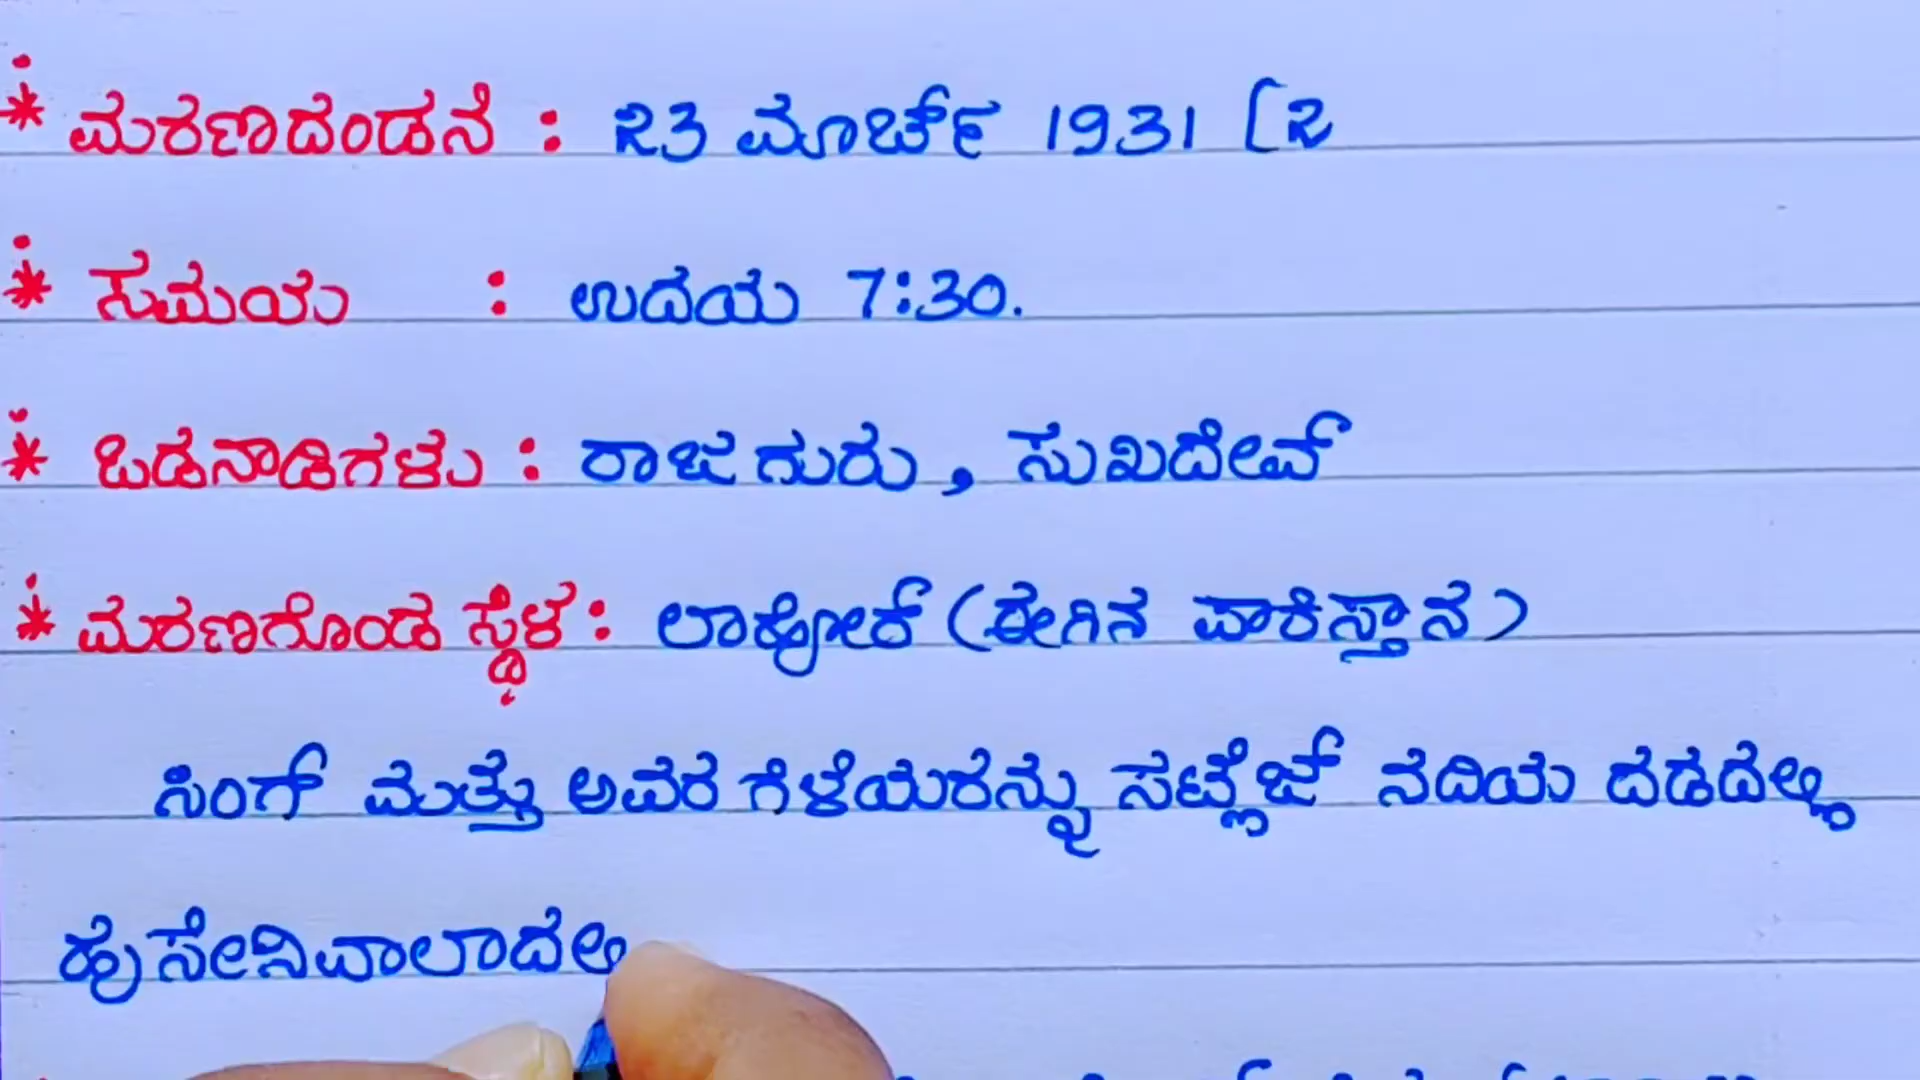 * ಮರಣದಂಡನೆ : 23 ಮಾರ್ಚ್ 1931 [2
* ಸಮಯ : ಉದಯ 7:30.
* ಒಡನಾಡಿಗಳು : ರಾಜಗುರು, ಸುಖದೇವ್
* ಮರಣಗೊಂಡ ಸ್ಥಳ : ಲಾಹೋರ್ (ಈಗಿನ ಪಾಕಿಸ್ತಾನ)
ಸಿಂಗ್ ಮತ್ತು ಅವರ ಗೆಳೆಯರನ್ನು ಸಟ್ಲೆಜ್ ನದಿಯ ದಡದಲ್ಲಿ
ಹೈಸೇನಿವಾಲಾದಲ